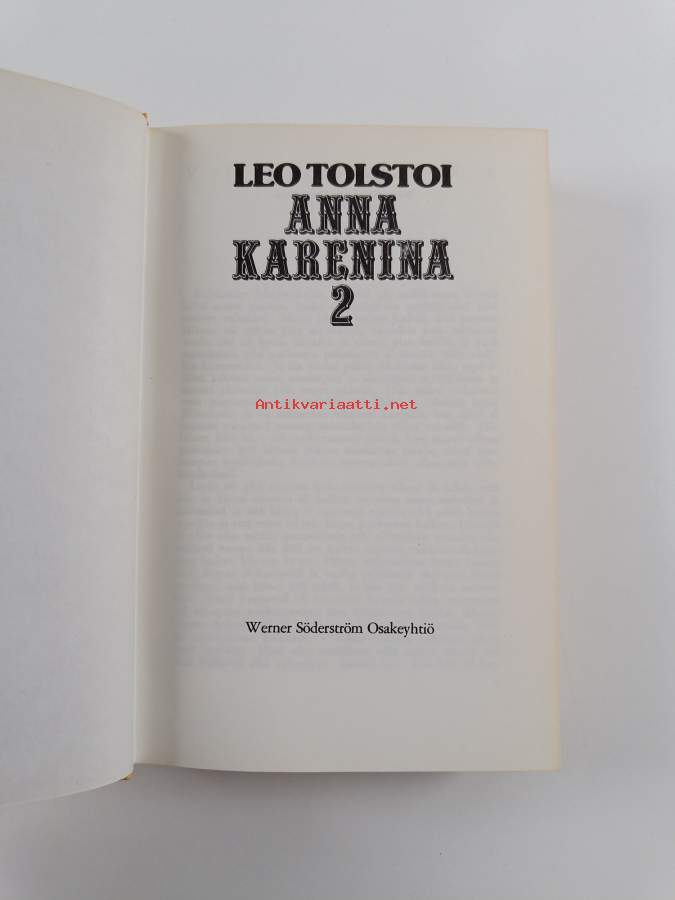 LEO TOLSTOI
ANNA
KARENINA
2
Antikvariaatti.net
Werner Söderström Osakeyhtiö